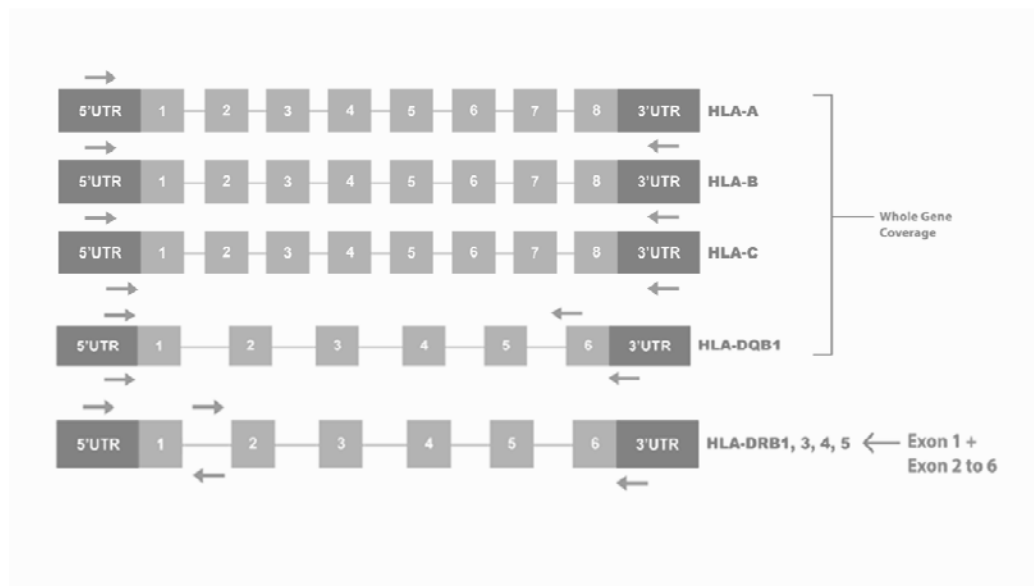 5'UTR 1 2 3 4 5 6 7 8 3'UTR HLA-A
5'UTR 1 2 3 4 5 6 7 8 3'UTR HLA-B
Whole Gene
Coverage
5'UTR 1 2 3 4 5 6 7 8 3'UTR HLA-C
5'UTR 1 2 3 4 5 6 3'UTR HLA-DQB1
5'UTR 1 2 3 4 5 6 3'UTR HLA-DRB1, 3, 4, 5
Exon 1 +
Exon 2 to 6